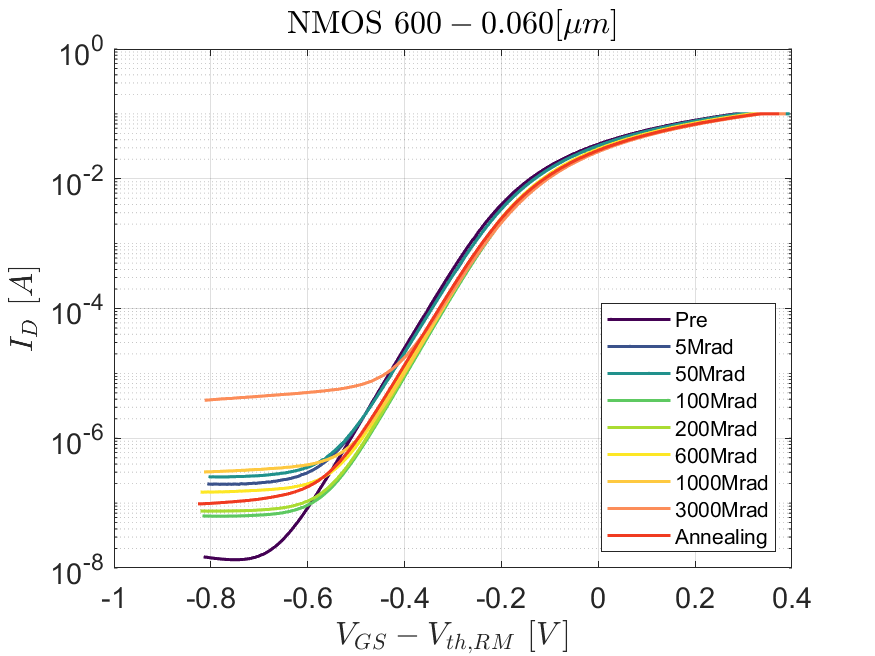 NMOS 600 − 0.060[μm]
10^0
10^-2
10^-4
10^-6
10^-8
I_D [A]
Pre
5Mrad
50Mrad
100Mrad
200Mrad
600Mrad
1000Mrad
3000Mrad
Annealing
-1 -0.8 -0.6 -0.4 -0.2 0 0.2 0.4
V_GS − V_th,RM [V]